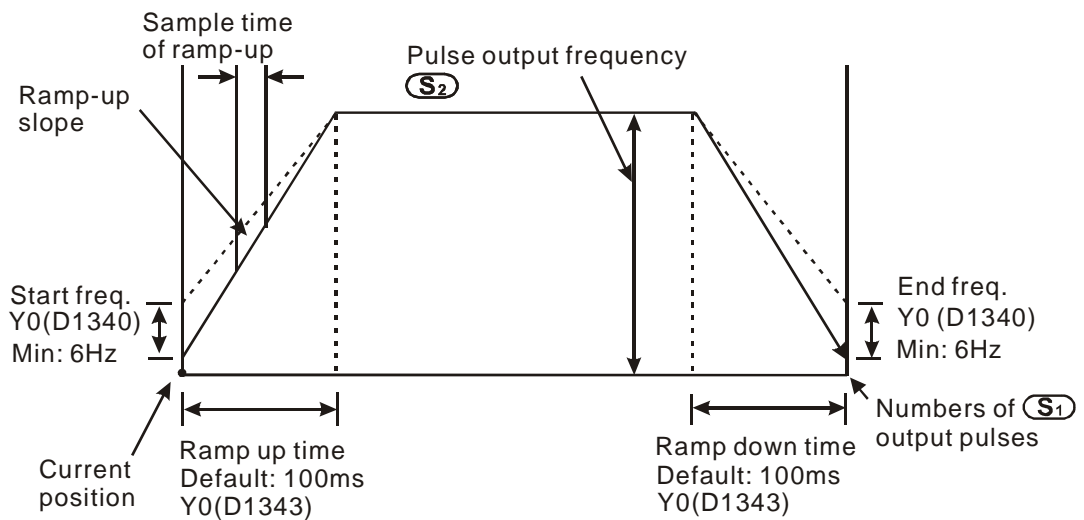 Sample time
of ramp-up
Pulse output frequency
S2
Ramp-up
slope
Start freq.
Y0(D1340)
Min: 6Hz
End freq.
Y0 (D1340)
Min: 6Hz
Current
position
Ramp up time
Default: 100ms
Y0(D1343)
Ramp down time
Default: 100ms
Y0(D1343)
Numbers of S1
output pulses